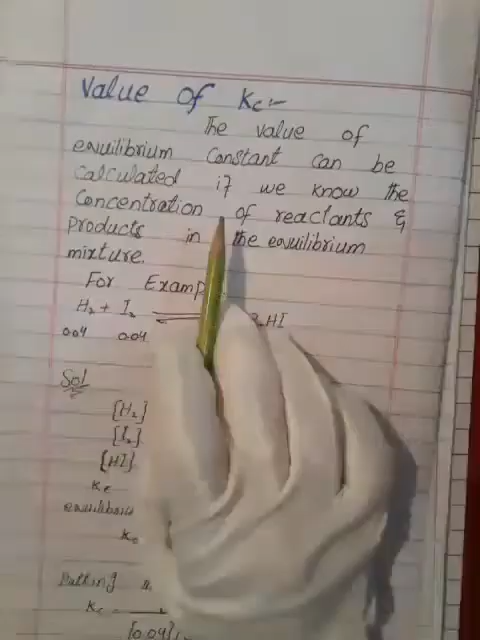 Value of Kc:-
The value of
equilibrium constant can be
calculated if we know the
concentration of reactants &
products in the equilibrium
mixture.
For Examp
H₂ + I₂ ⇌ 2HI
0.04 0.04
Sol
[H₂]
[I₂]
[HI]
Kc
equilibrium
Kc
Putting
Kc
[0.04]